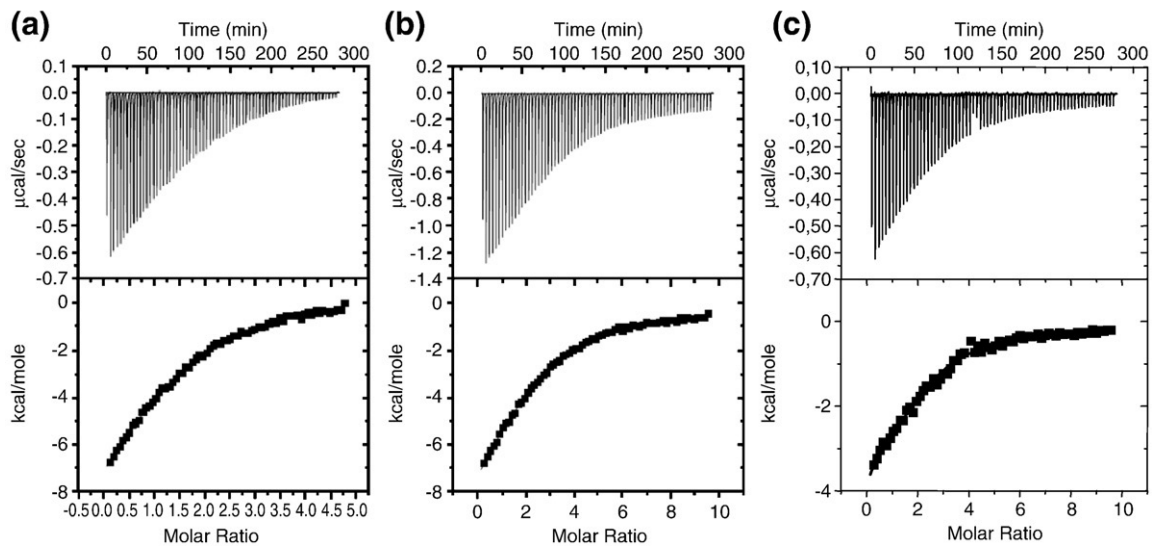 (a)
Time (min)
0 50 100 150 200 250 300
0.1
0.0
-0.1
-0.2
-0.3
-0.4
-0.5
-0.6
-0.7
µcal/sec
0
-2
-4
-6
-8
kcal/mole
-0.5 0.0 0.5 1.0 1.5 2.0 2.5 3.0 3.5 4.0 4.5 5.0
Molar Ratio
(b)
Time (min)
0 50 100 150 200 250 300
0.2
0.0
-0.2
-0.4
-0.6
-0.8
-1.0
-1.2
-1.4
µcal/sec
0
-2
-4
-6
-8
kcal/mole
0 2 4 6 8 10
Molar Ratio
(c)
Time (min)
0 50 100 150 200 250 300
0,10
0,00
-0,10
-0,20
-0,30
-0,40
-0,50
-0,60
-0,70
µcal/sec
0
-2
-4
kcal/mole
0 2 4 6 8 10
Molar Ratio